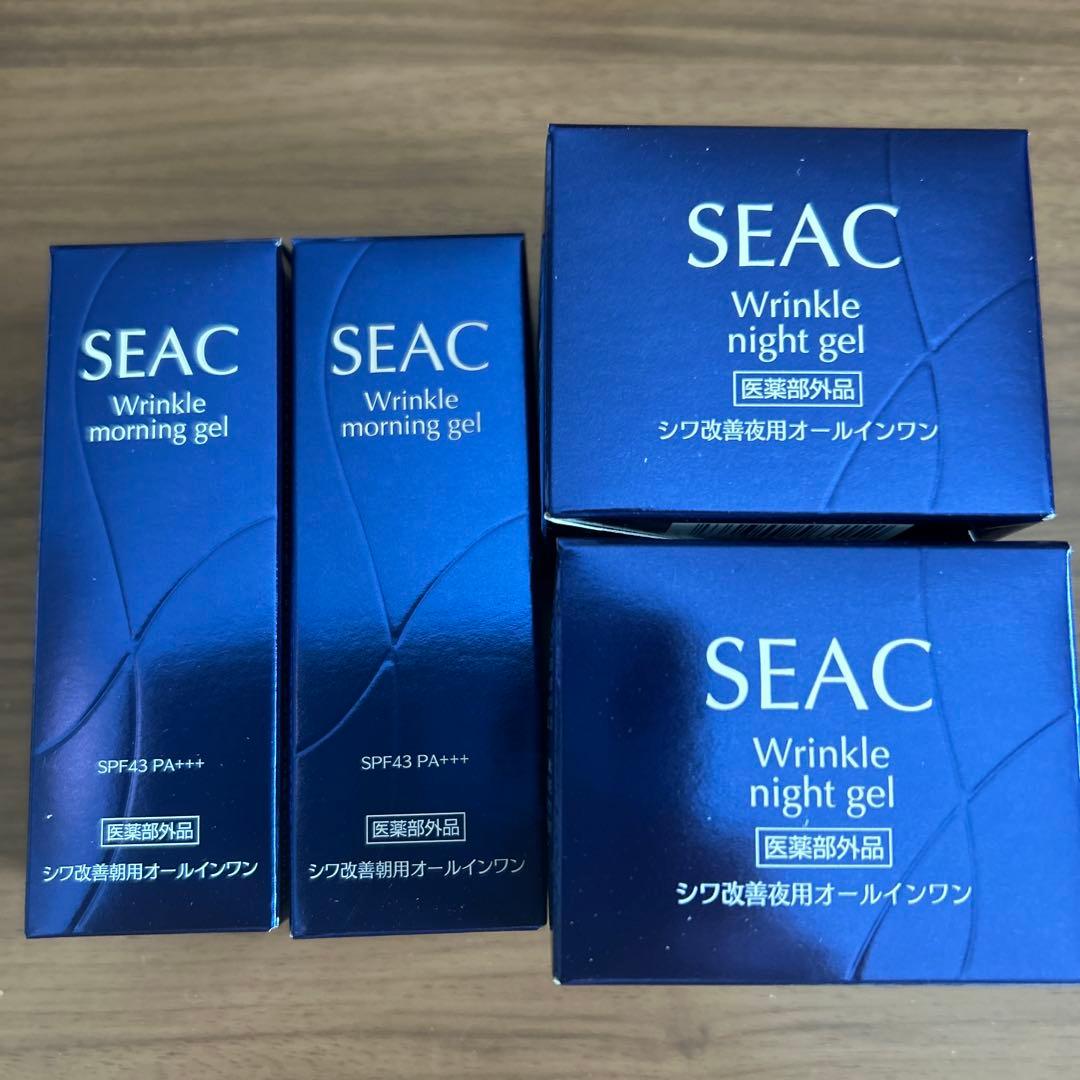 SEAC
Wrinkle
morning gel
SPF43 PA+++
医薬部外品
シワ改善朝用オールインワン
SEAC
Wrinkle
morning gel
SPF43 PA+++
医薬部外品
シワ改善朝用オールインワン
SEAC
Wrinkle
night gel
医薬部外品
シワ改善夜用オールインワン
SEAC
Wrinkle
night gel
医薬部外品
シワ改善夜用オールインワン